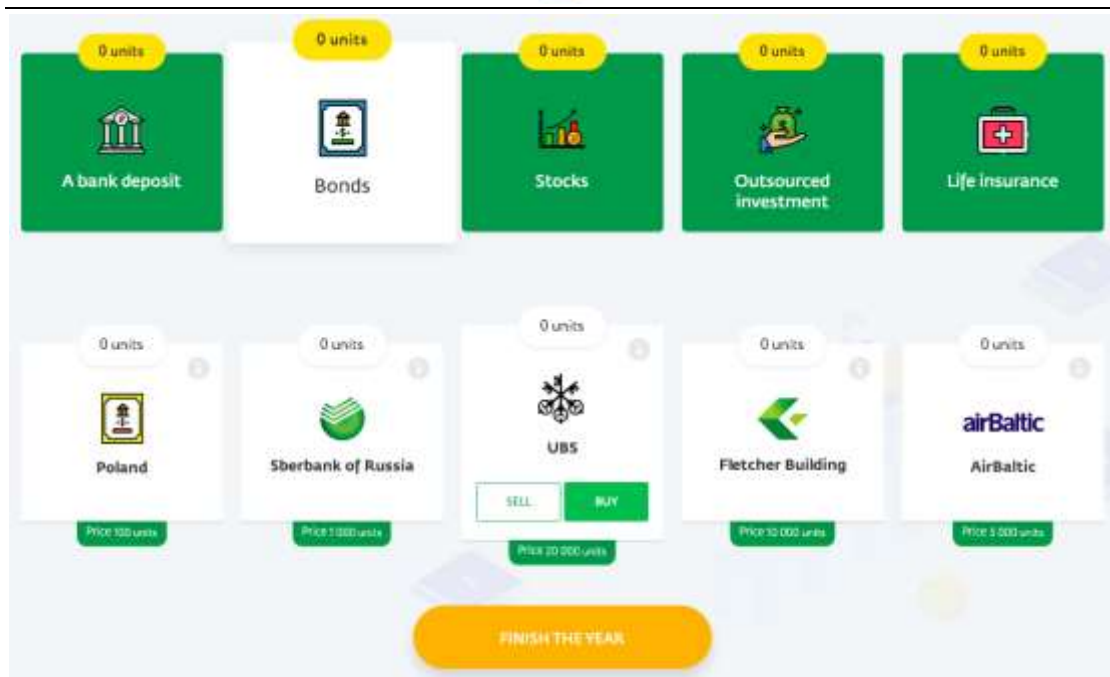 0 units
0 units
0 units
0 units
0 units
A bank deposit
Bonds
Stocks
Outsourced
investment
Life insurance
0 units
0 units
0 units
0 units
0 units
Poland
Sberbank of Russia
UBS
SELL
BUY
Fletcher Building
airBaltic
AirBaltic
Price 100 units
Price 1 000 units
Price 20 000 units
Price 10 000 units
Price 5 000 units
FINISH THE YEAR